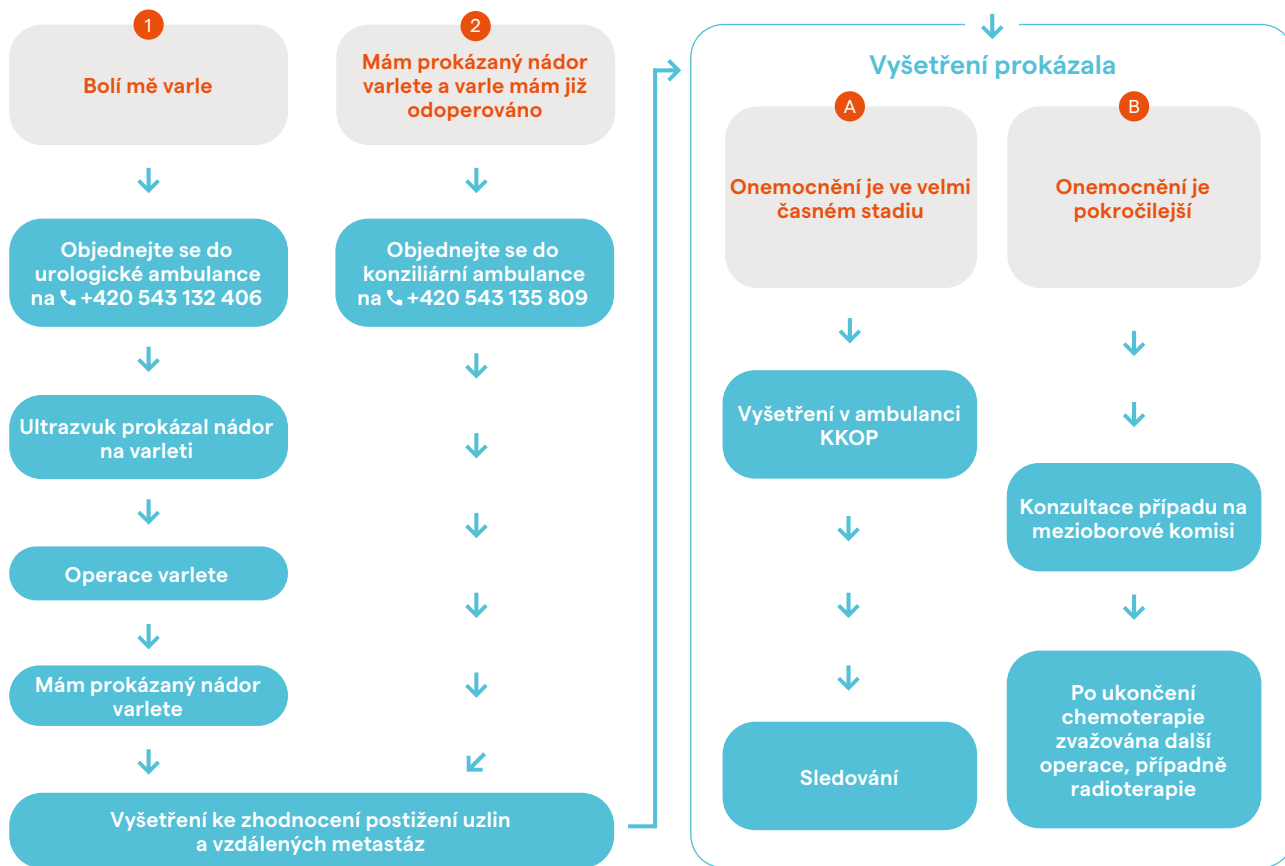 1
Bolí mě varle
Objednejte se do
urologické ambulance
na +420 543 132 406
Ultrazvuk prokázal nádor
na varleti
Operace varlete
Mám prokázaný nádor
varlete
2
Mám prokázaný nádor
varlete a varle mám již
odoperováno
Objednejte se do
konziliární ambulance
na +420 543 135 809
Vyšetření ke zhodnocení postižení uzlin
a vzdálených metastáz
Vyšetření prokázala
A
Onemocnění je ve velmi
časném stadiu
Vyšetření v ambulanci
KKOP
Sledování
B
Onemocnění je
pokročilejší
Konzultace případu na
mezioborové komisi
Po ukončení
chemoterapie
zvažována další
operace, případně
radioterapie